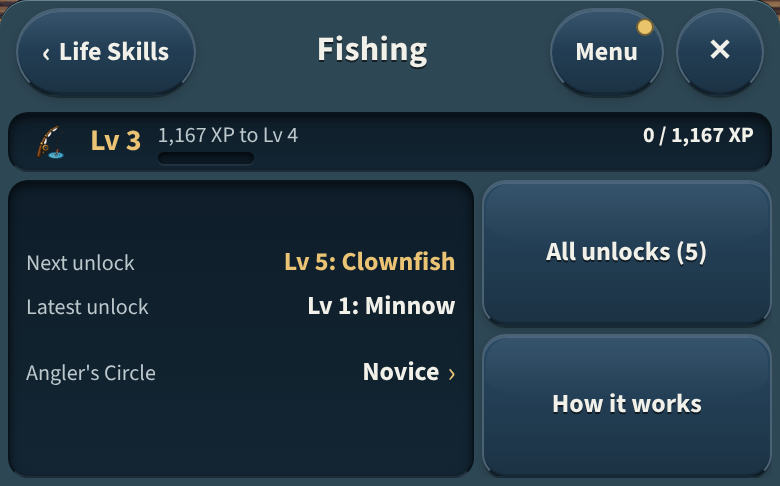 ‹ Life Skills
Fishing
Menu
✕
Lv 3
1,167 XP to Lv 4
0 / 1,167 XP
Next unlock
Lv 5: Clownfish
Latest unlock
Lv 1: Minnow
Angler's Circle
Novice ›
All unlocks (5)
How it works